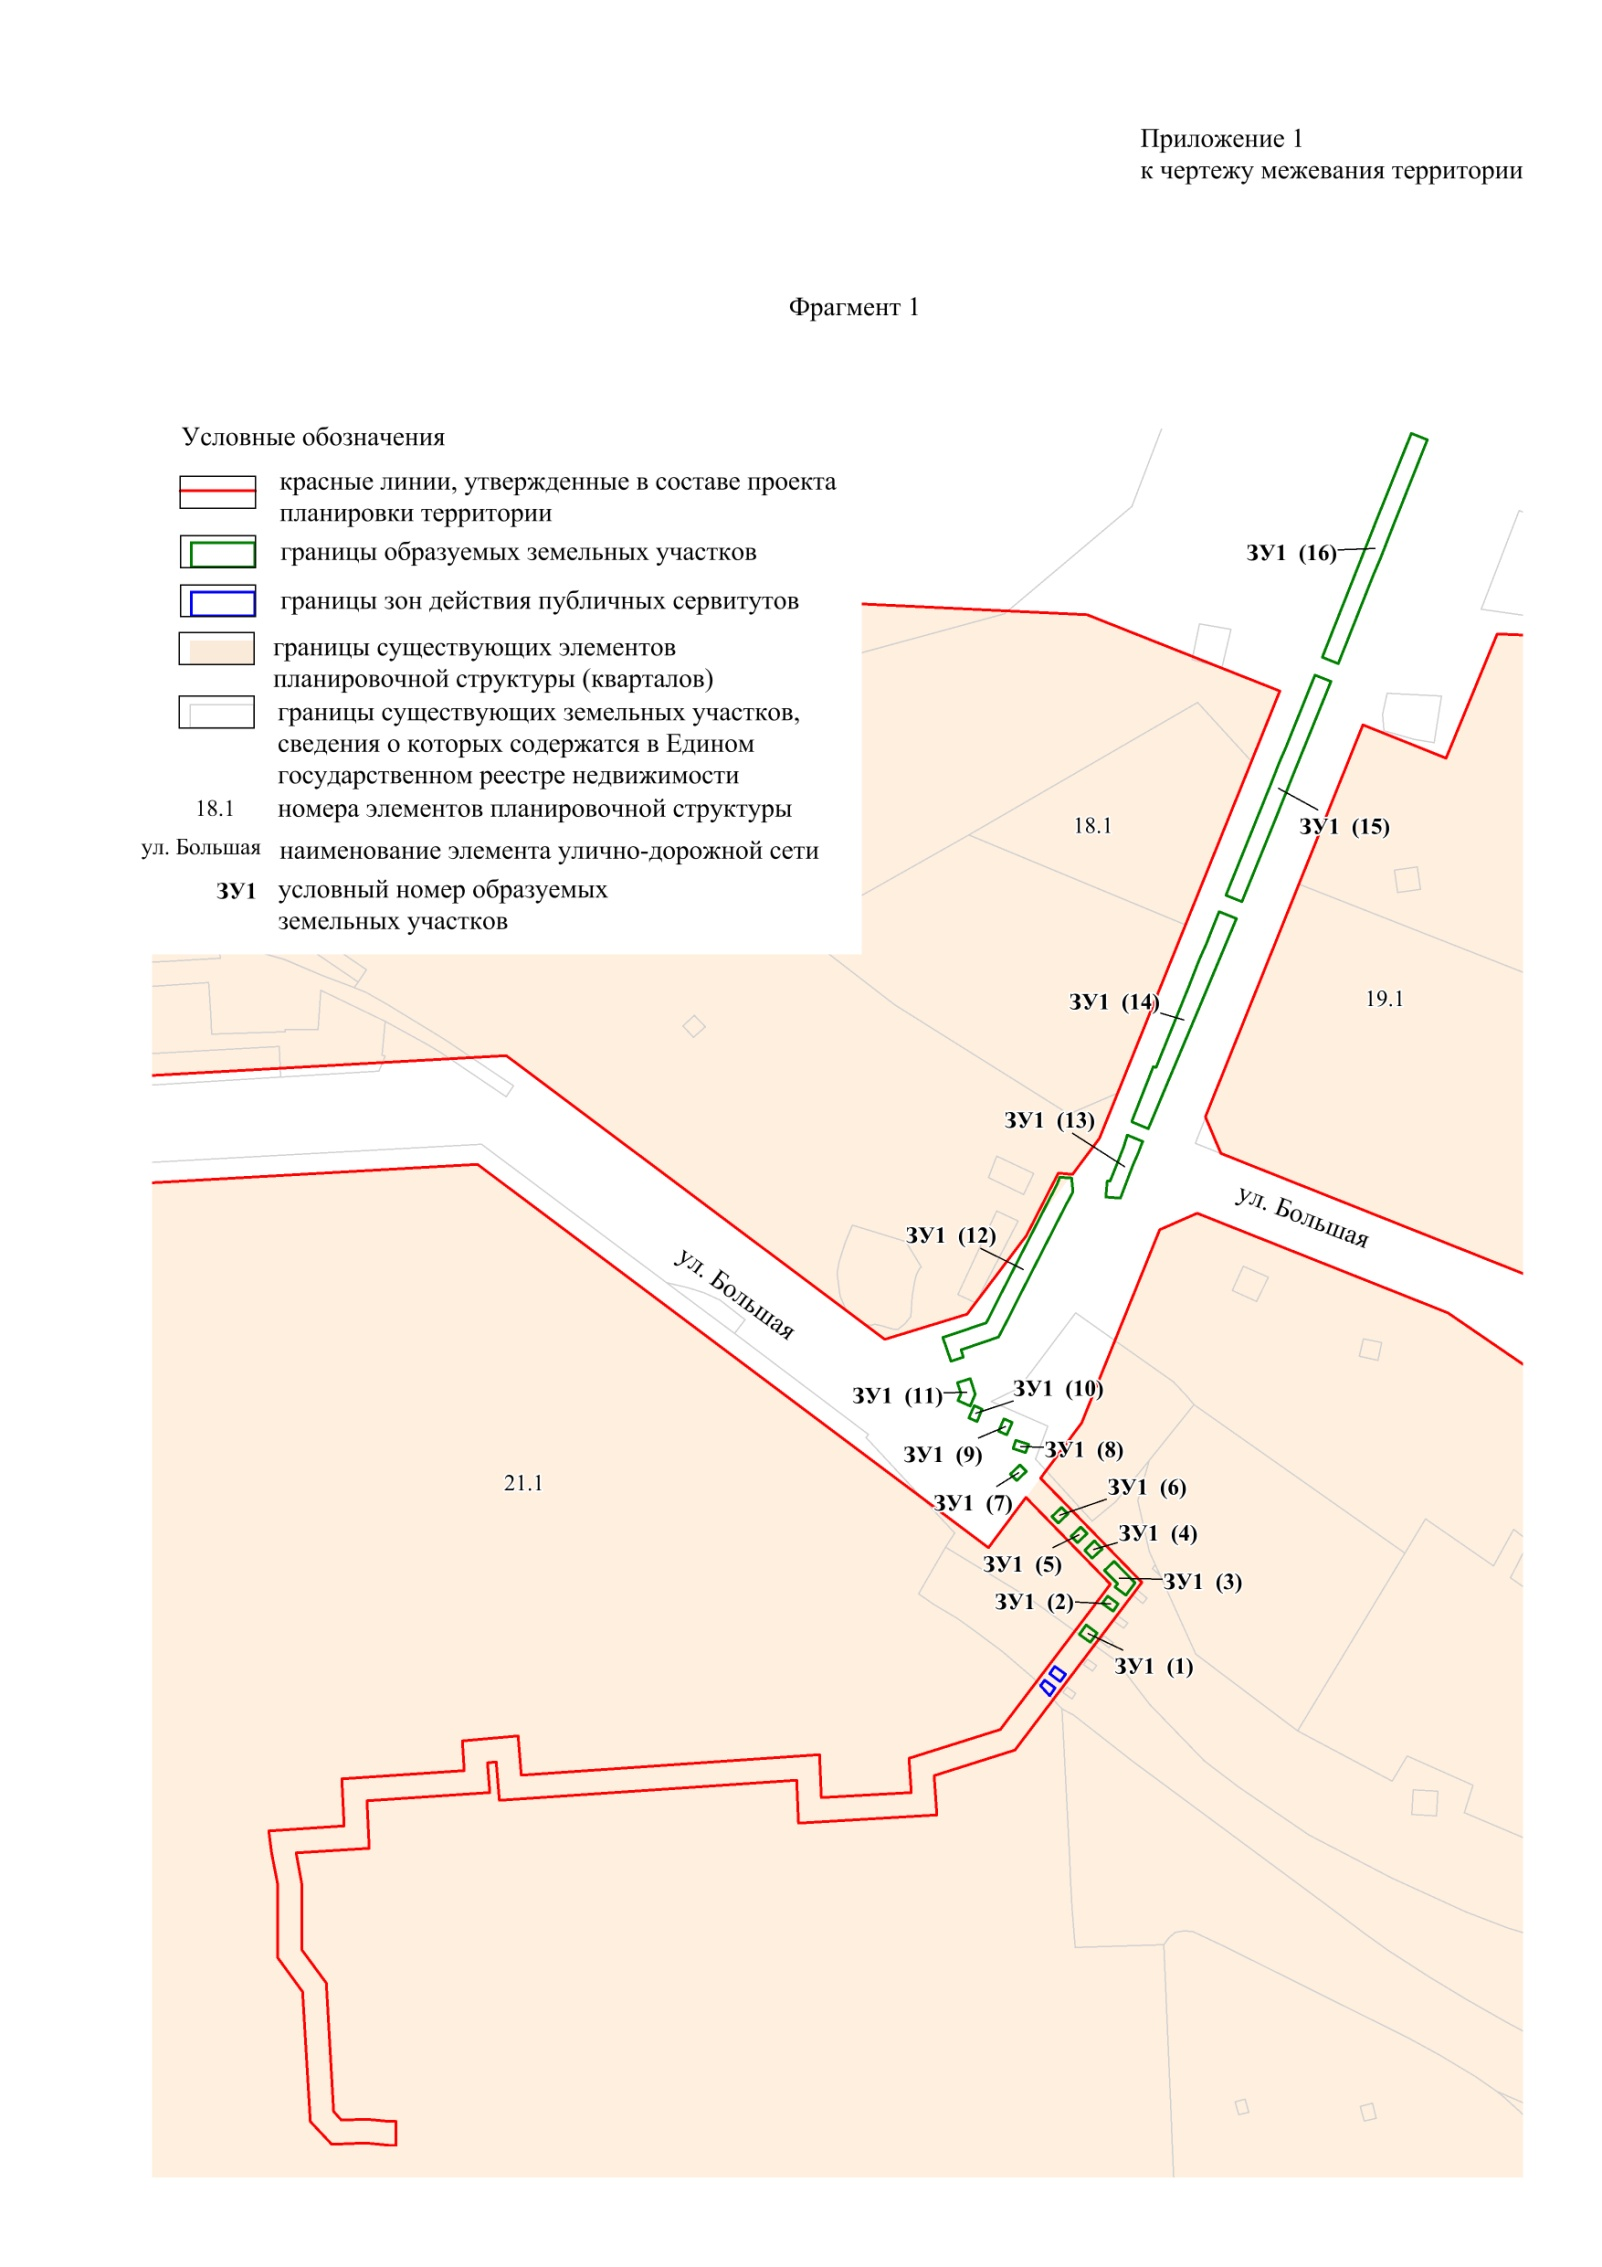 Приложение 1
к чертежу межевания территории
Фрагмент 1
Условные обозначения
красные линии, утвержденные в составе проекта
планировки территории
границы образуемых земельных участков
границы зон действия публичных сервитутов
границы существующих элементов
планировочной структуры (кварталов)
границы существующих земельных участков,
сведения о которых содержатся в Едином
государственном реестре недвижимости
18.1 номера элементов планировочной структуры
ул. Большая наименование элемента улично-дорожной сети
ЗУ1 условный номер образуемых
земельных участков
ЗУ1 (16)
18.1
ЗУ1 (15)
19.1
ЗУ1 (14)
ЗУ1 (13)
ул. Большая
ЗУ1 (12)
ул. Большая
ЗУ1 (10)
ЗУ1 (11)
ЗУ1 (8)
ЗУ1 (9)
21.1
ЗУ1 (6)
ЗУ1 (7)
ЗУ1 (4)
ЗУ1 (5)
ЗУ1 (3)
ЗУ1 (2)
ЗУ1 (1)